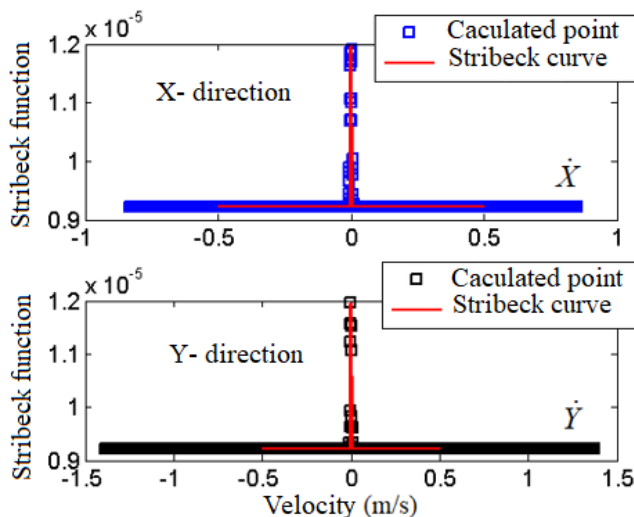 x 10⁻⁵
Caculated point
Stribeck curve
Stribeck function
1.2
1.15
1.1
1
0.9
X- direction
Ẋ
-1 -0.5 0 0.5 1
x 10⁻⁵
Caculated point
Stribeck curve
Stribeck function
1.2
1.1
1
0.9
Y- direction
Ẏ
-1.5 -1 -0.5 0 0.5 1 1.5
Velocity (m/s)